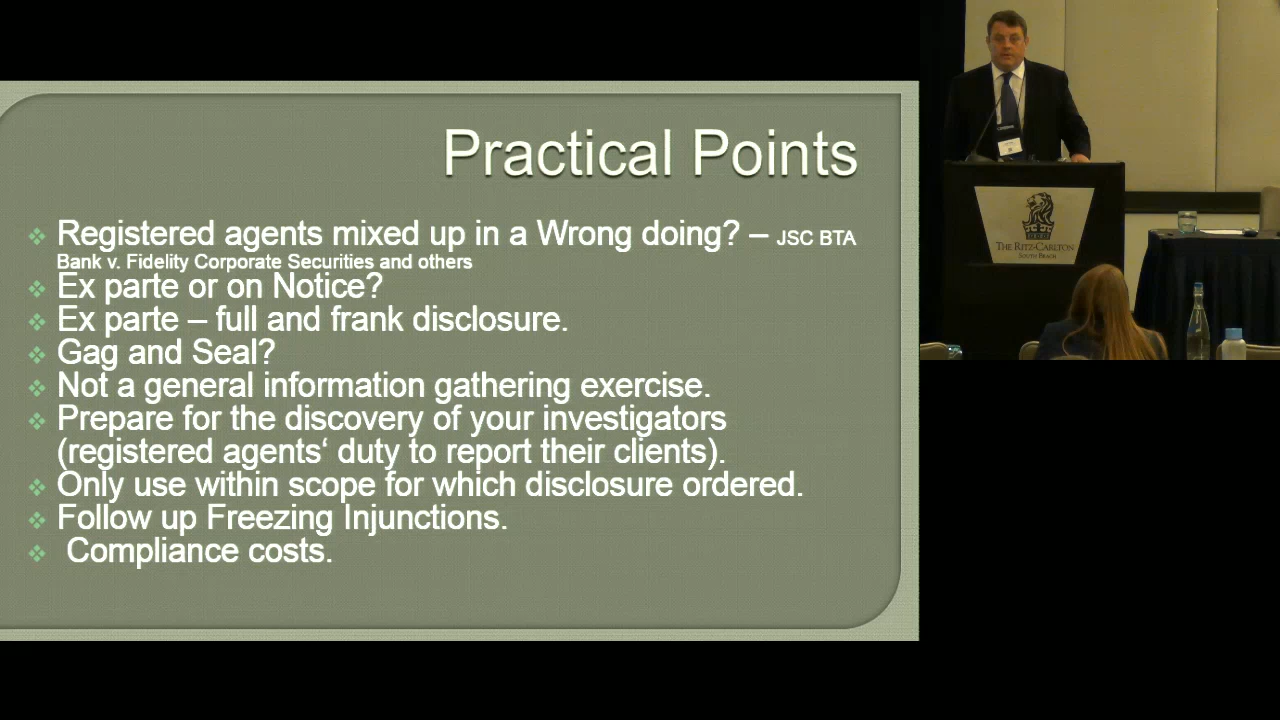 Practical Points
Registered agents mixed up in a Wrong doing? – JSC BTA
Bank v. Fidelity Corporate Securities and others
Ex parte or on Notice?
Ex parte – full and frank disclosure.
Gag and Seal?
Not a general information gathering exercise.
Prepare for the discovery of your investigators
(registered agents‘ duty to report their clients).
Only use within scope for which disclosure ordered.
Follow up Freezing Injunctions.
Compliance costs.
THE RITZ-CARLTON
SOUTH BEACH